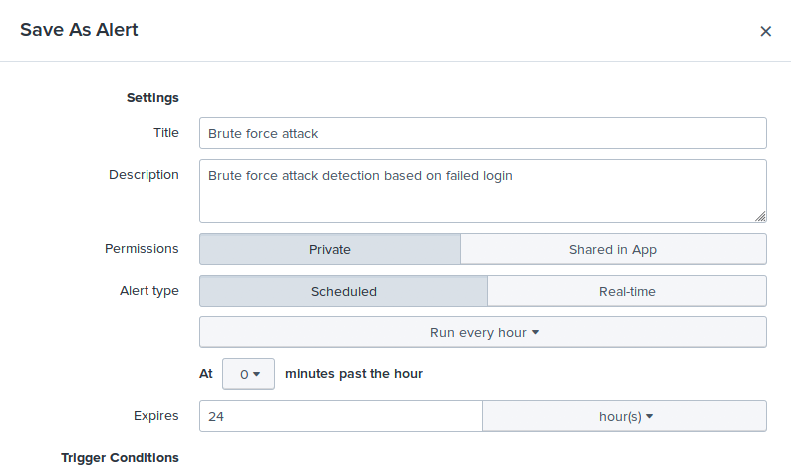 Save As Alert
Settings
Title Brute force attack
Description Brute force attack detection based on failed login
Permissions Private Shared in App
Alert type Scheduled Real-time
Run every hour
At 0 minutes past the hour
Expires 24 hour(s)
Trigger Conditions